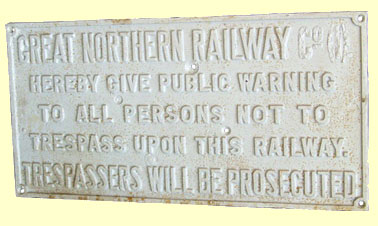 GREAT NORTHERN RAILWAY Co
HEREBY GIVE PUBLIC WARNING
TO ALL PERSONS NOT TO
TRESPASS UPON THIS RAILWAY.
TRESPASSERS WILL BE PROSECUTED